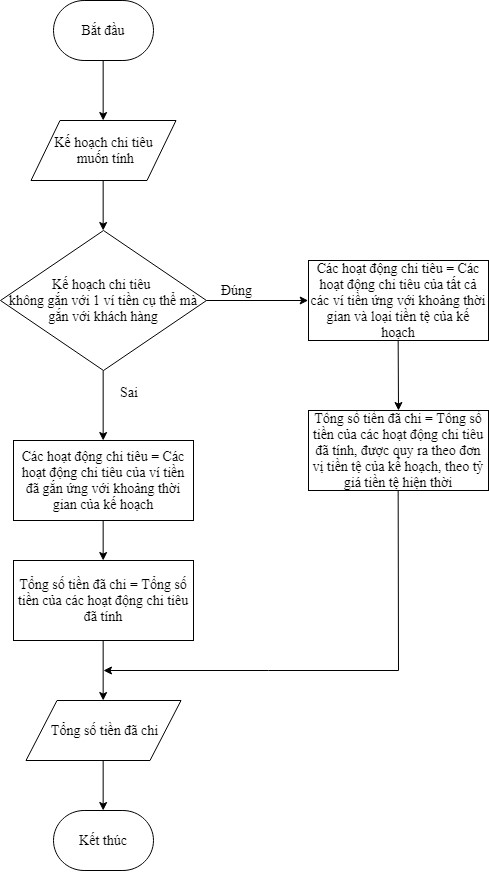 Bắt đầu
Kế hoạch chi tiêu
muốn tính
Kế hoạch chi tiêu
không gắn với 1 ví tiền cụ thể mà
gắn với khách hàng
Đúng
Các hoạt động chi tiêu = Các
hoạt động chi tiêu của tất cả
các ví tiền ứng với khoảng thời
gian và loại tiền tệ của kế
hoạch
Tổng số tiền đã chi = Tổng số
tiền của các hoạt động chi tiêu
đã tính, được quy ra theo đơn
vị tiền tệ của kế hoạch, theo tỷ
giá tiền tệ hiện thời
Sai
Các hoạt động chi tiêu = Các
hoạt động chi tiêu của ví tiền
đã gắn ứng với khoảng thời
gian của kế hoạch
Tổng số tiền đã chi = Tổng số
tiền của các hoạt động chi tiêu
đã tính
Tổng số tiền đã chi
Kết thúc